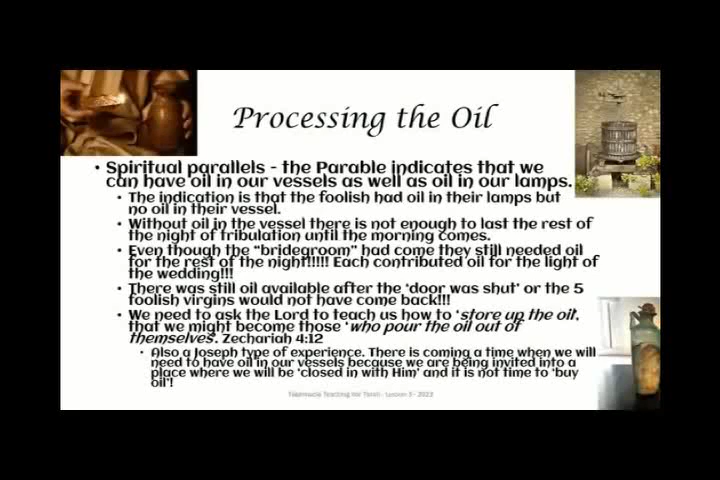 Processing the Oil
• Spiritual parallels - the Parable indicates that we
can have oil in our vessels as well as oil in our lamps.
• The indication is that the foolish had oil in their lamps but
no oil in their vessel.
• Without oil in the vessel there is not enough to last the rest of
the night of tribulation until the morning comes.
• Even though the “bridegroom” had come they still needed oil
for the rest of the night!!!!! Each contributed oil for the light of
the wedding!!!
• There was still oil available after the ‘door was shut’ or the 5
foolish virgins would not have come back!!!
• We need to ask the Lord to teach us how to ‘store up the oil,
that we might become those ‘who pour the oil out of
themselves’. Zechariah 4:12
• Also a Joseph type of experience. There is coming a time when we will
need to have oil in our vessels because we are being invited into a
place where we will be ‘closed in with Him’ and it is not time to ‘buy
oil’!
Tabernacle Teaching the Torah - Lesson 3 - 2023